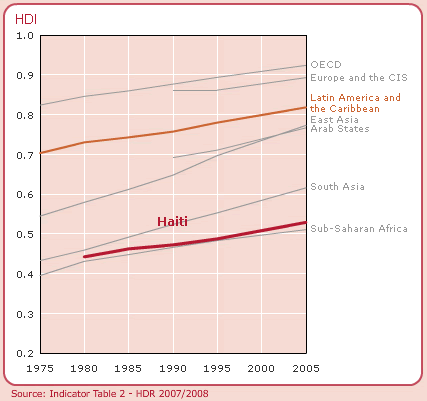 HDI
1.0
0.9
0.8
0.7
0.6
0.5
0.4
0.3
0.2
OECD
Europe and the CIS
Latin America and
the Caribbean
East Asia
Arab States
South Asia
Haiti
Sub-Saharan Africa
1975 1980 1985 1990 1995 2000 2005
Source: Indicator Table 2 - HDR 2007/2008